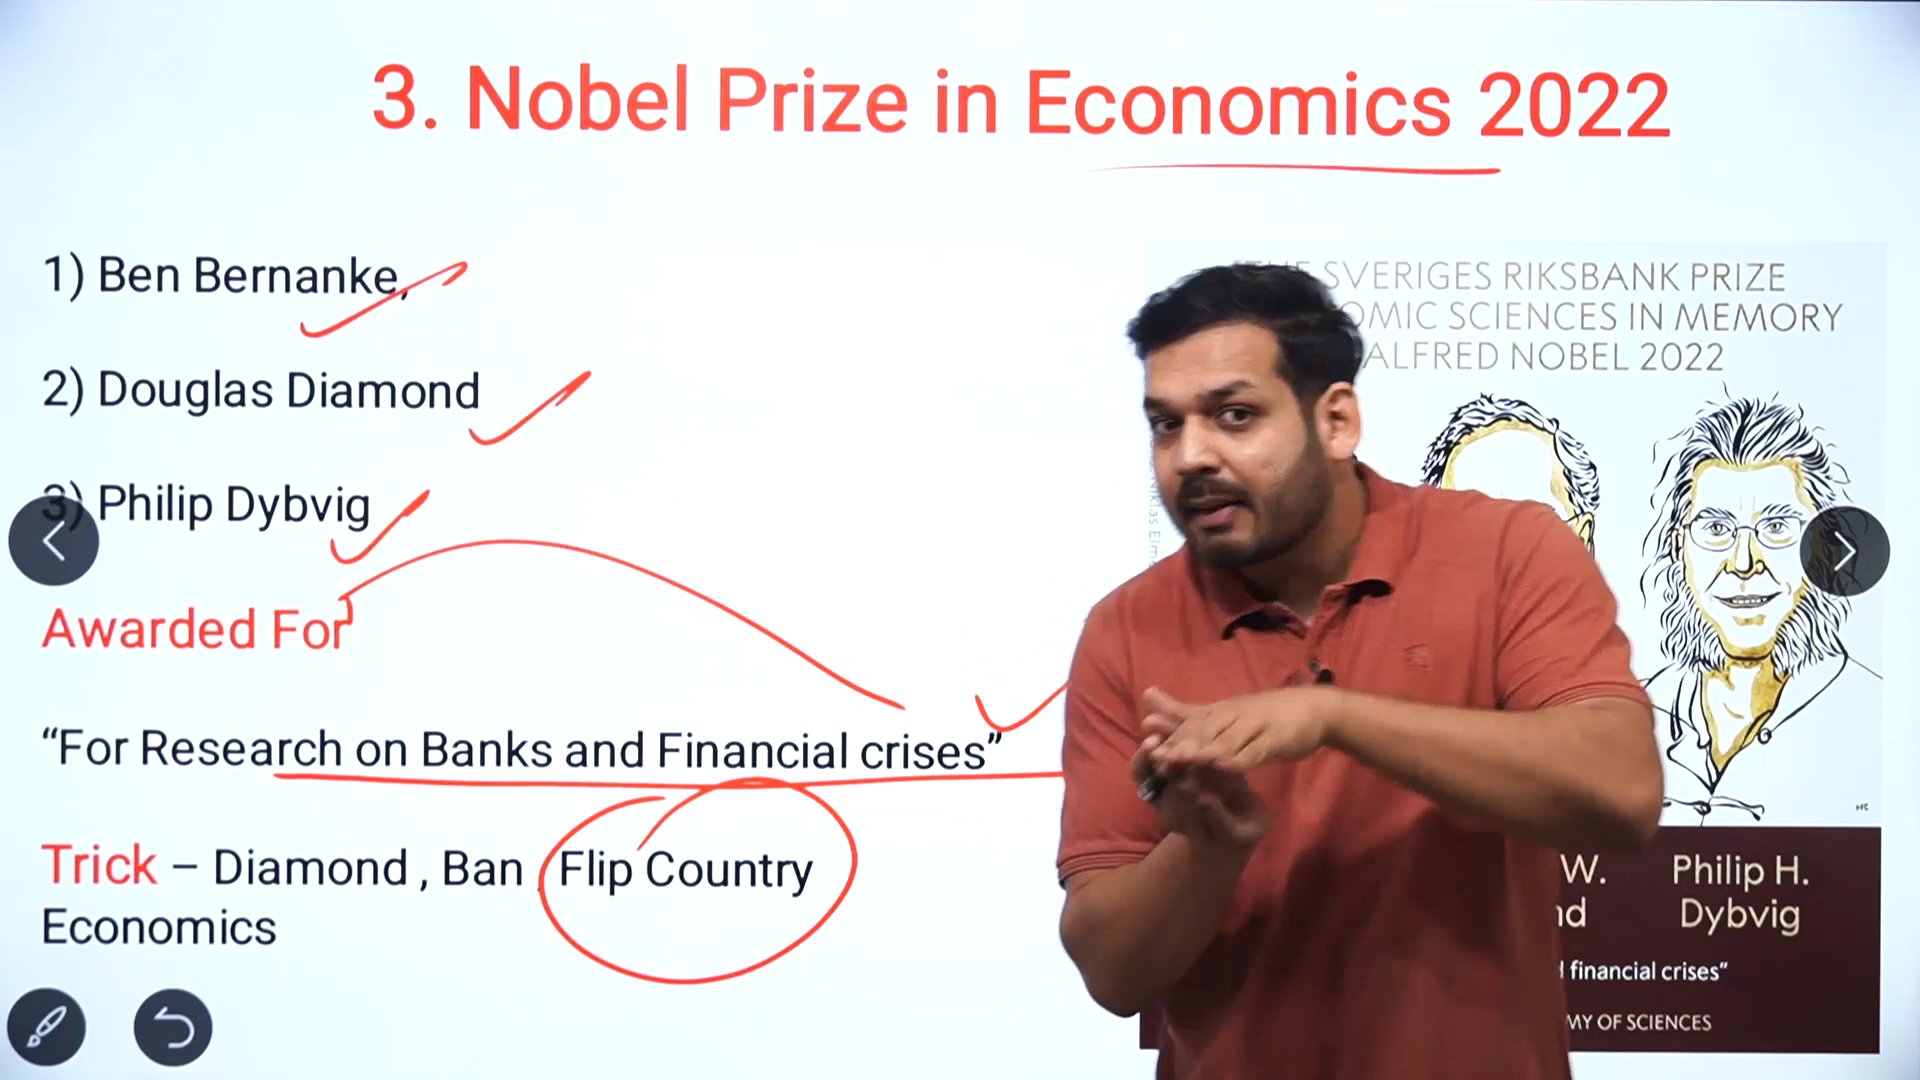 3. Nobel Prize in Economics 2022
1) Ben Bernanke,
2) Douglas Diamond
3) Philip Dybvig
Awarded For
“For Research on Banks and Financial crises”
Trick – Diamond , Ban , Flip Country
Economics
SVERIGES RIKSBANK PRIZE
SCIENCES IN MEMORY
ALFRED NOBEL 2022
W.
Philip H.
Dybvig
financial crises”
OF SCIENCES